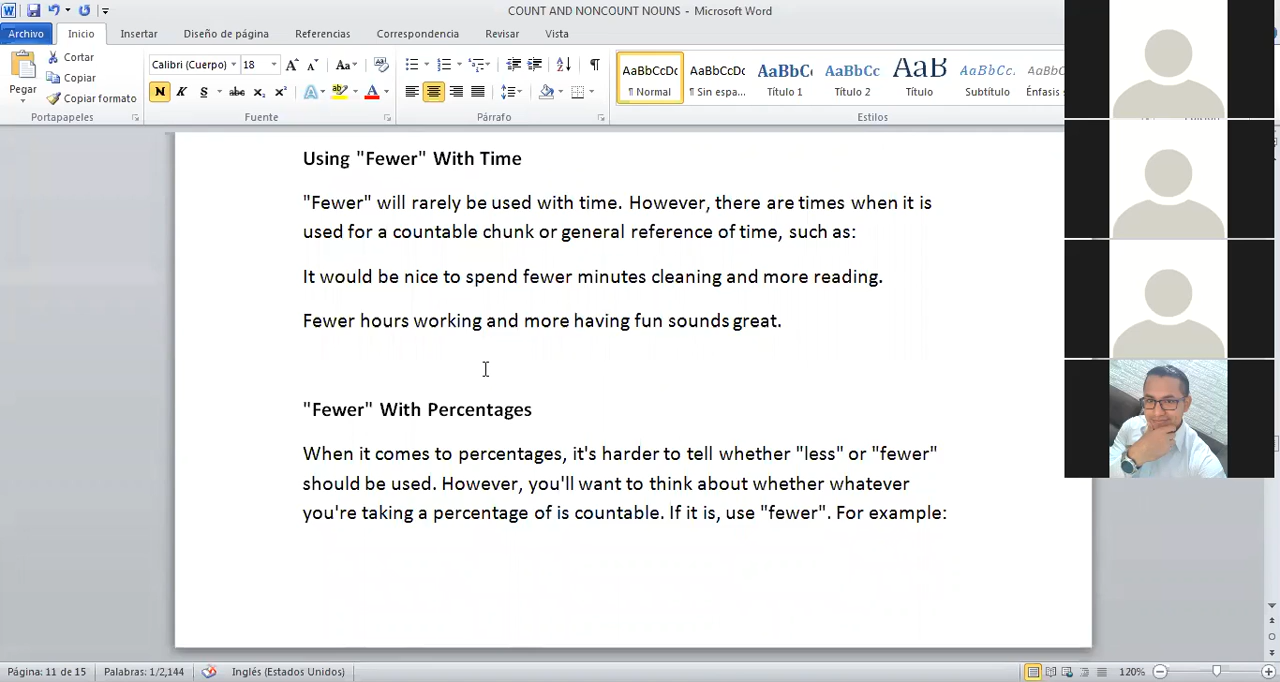 COUNT AND NONCOUNT NOUNS - Microsoft Word
Archivo Inicio Insertar Diseño de página Referencias Correspondencia Revisar Vista
Pegar
Cortar
Copiar
Copiar formato
Portapapeles
Calibri (Cuerpo) 18
N K S abc x₂ x²
Fuente
Párrafo
AaBbCcDc AaBbCcDc AaBbC AaBbCc AaB AaBbCc. AaBbCc
¶ Normal ¶ Sin espa... Título 1 Título 2 Título Subtítulo Énfasis
Estilos
Using "Fewer" With Time
"Fewer" will rarely be used with time. However, there are times when it is
used for a countable chunk or general reference of time, such as:
It would be nice to spend fewer minutes cleaning and more reading.
Fewer hours working and more having fun sounds great.
"Fewer" With Percentages
When it comes to percentages, it's harder to tell whether "less" or "fewer"
should be used. However, you'll want to think about whether whatever
you're taking a percentage of is countable. If it is, use "fewer". For example:
Página: 11 de 15 Palabras: 1/2,144 Inglés (Estados Unidos) 120%